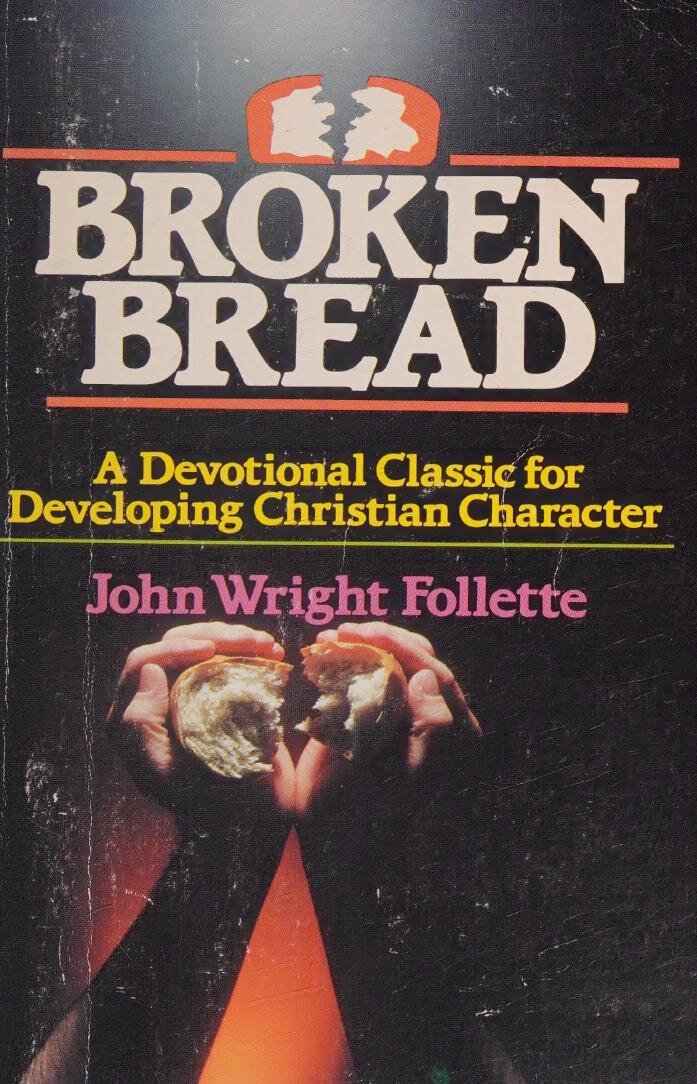 BROKEN
BREAD
A Devotional Classic for
Developing Christian Character
John Wright Follette